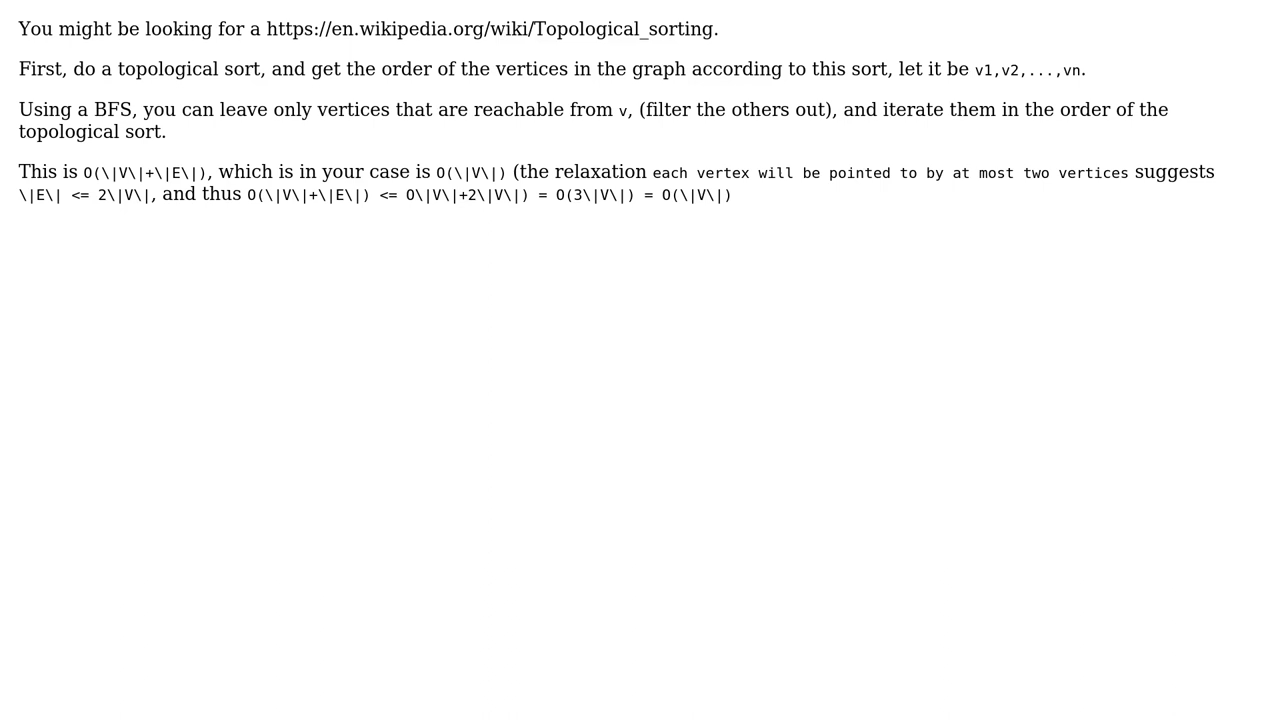 You might be looking for a https://en.wikipedia.org/wiki/Topological_sorting.
First, do a topological sort, and get the order of the vertices in the graph according to this sort, let it be v1,v2,...,vn.
Using a BFS, you can leave only vertices that are reachable from v, (filter the others out), and iterate them in the order of the
topological sort.
This is O(\|V\|+\|E\|), which is in your case is O(\|V\|) (the relaxation each vertex will be pointed to by at most two vertices suggests
\|E\| <= 2\|V\|, and thus O(\|V\|+\|E\|) <= O\|V\|+2\|V\|) = O(3\|V\|) = O(\|V\|)